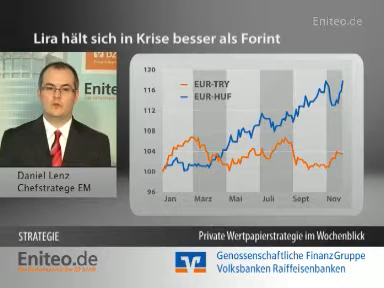 Eniteo.de
Lira hält sich in Krise besser als Forint
Eniteo
120
116
112
108
104
100
96
EUR-TRY
EUR-HUF
Jan März Mai Juli Sept Nov
Daniel Lenz
Chefstratege EM
STRATEGIE
Private Wertpapierstrategie im Wochenblick
Eniteo.de
Genossenschaftliche FinanzGruppe
Volksbanken Raiffeisenbanken